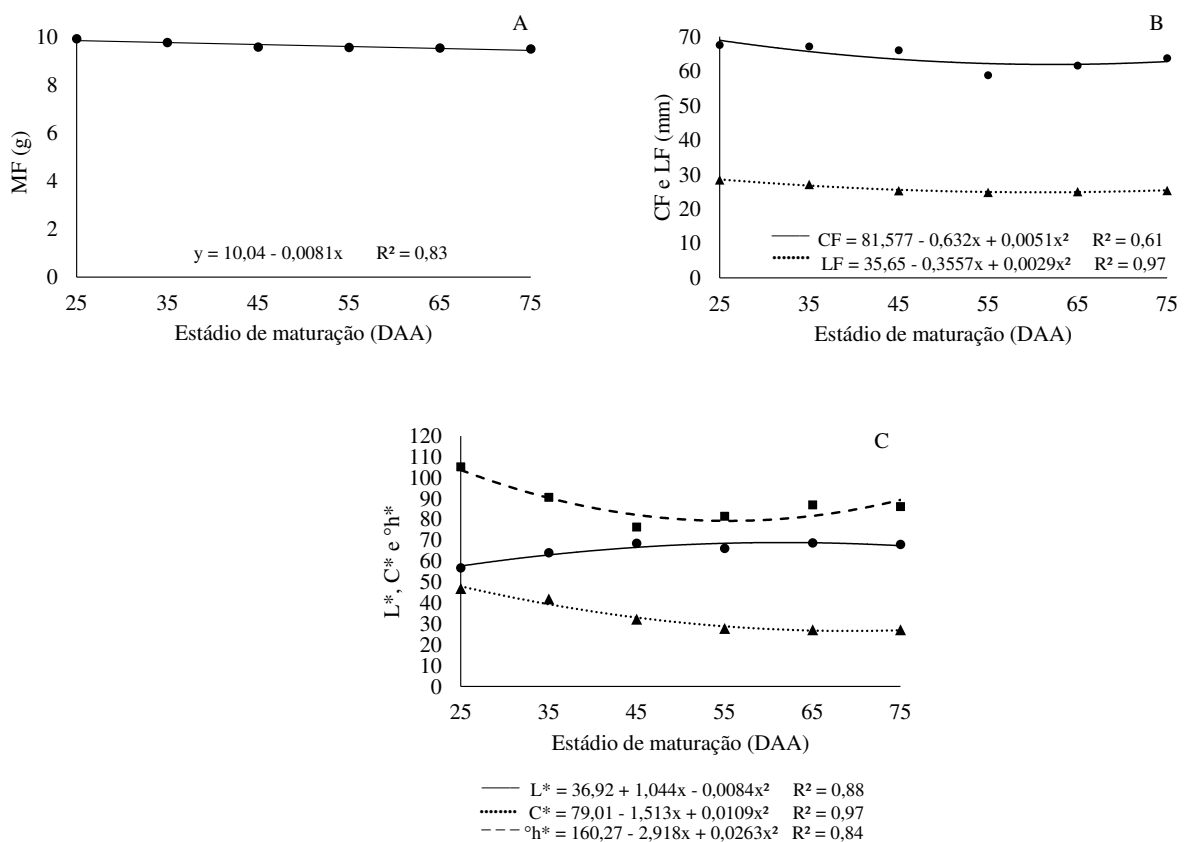 A
10
8
6
4
2
0
MF (g)
y = 10,04 - 0,0081x R² = 0,83
25 35 45 55 65 75
Estádio de maturação (DAA)
B
70
60
50
40
30
20
10
0
CF e LF (mm)
CF = 81,577 - 0,632x + 0,0051x² R² = 0,61
LF = 35,65 - 0,3557x + 0,0029x² R² = 0,97
25 35 45 55 65 75
Estádio de maturação (DAA)
C
120
110
100
90
80
70
60
50
40
30
20
10
0
L*, C* e °h*
25 35 45 55 65 75
Estádio de maturação (DAA)
L* = 36,92 + 1,044x - 0,0084x² R² = 0,88
C* = 79,01 - 1,513x + 0,0109x² R² = 0,97
°h* = 160,27 - 2,918x + 0,0263x² R² = 0,84